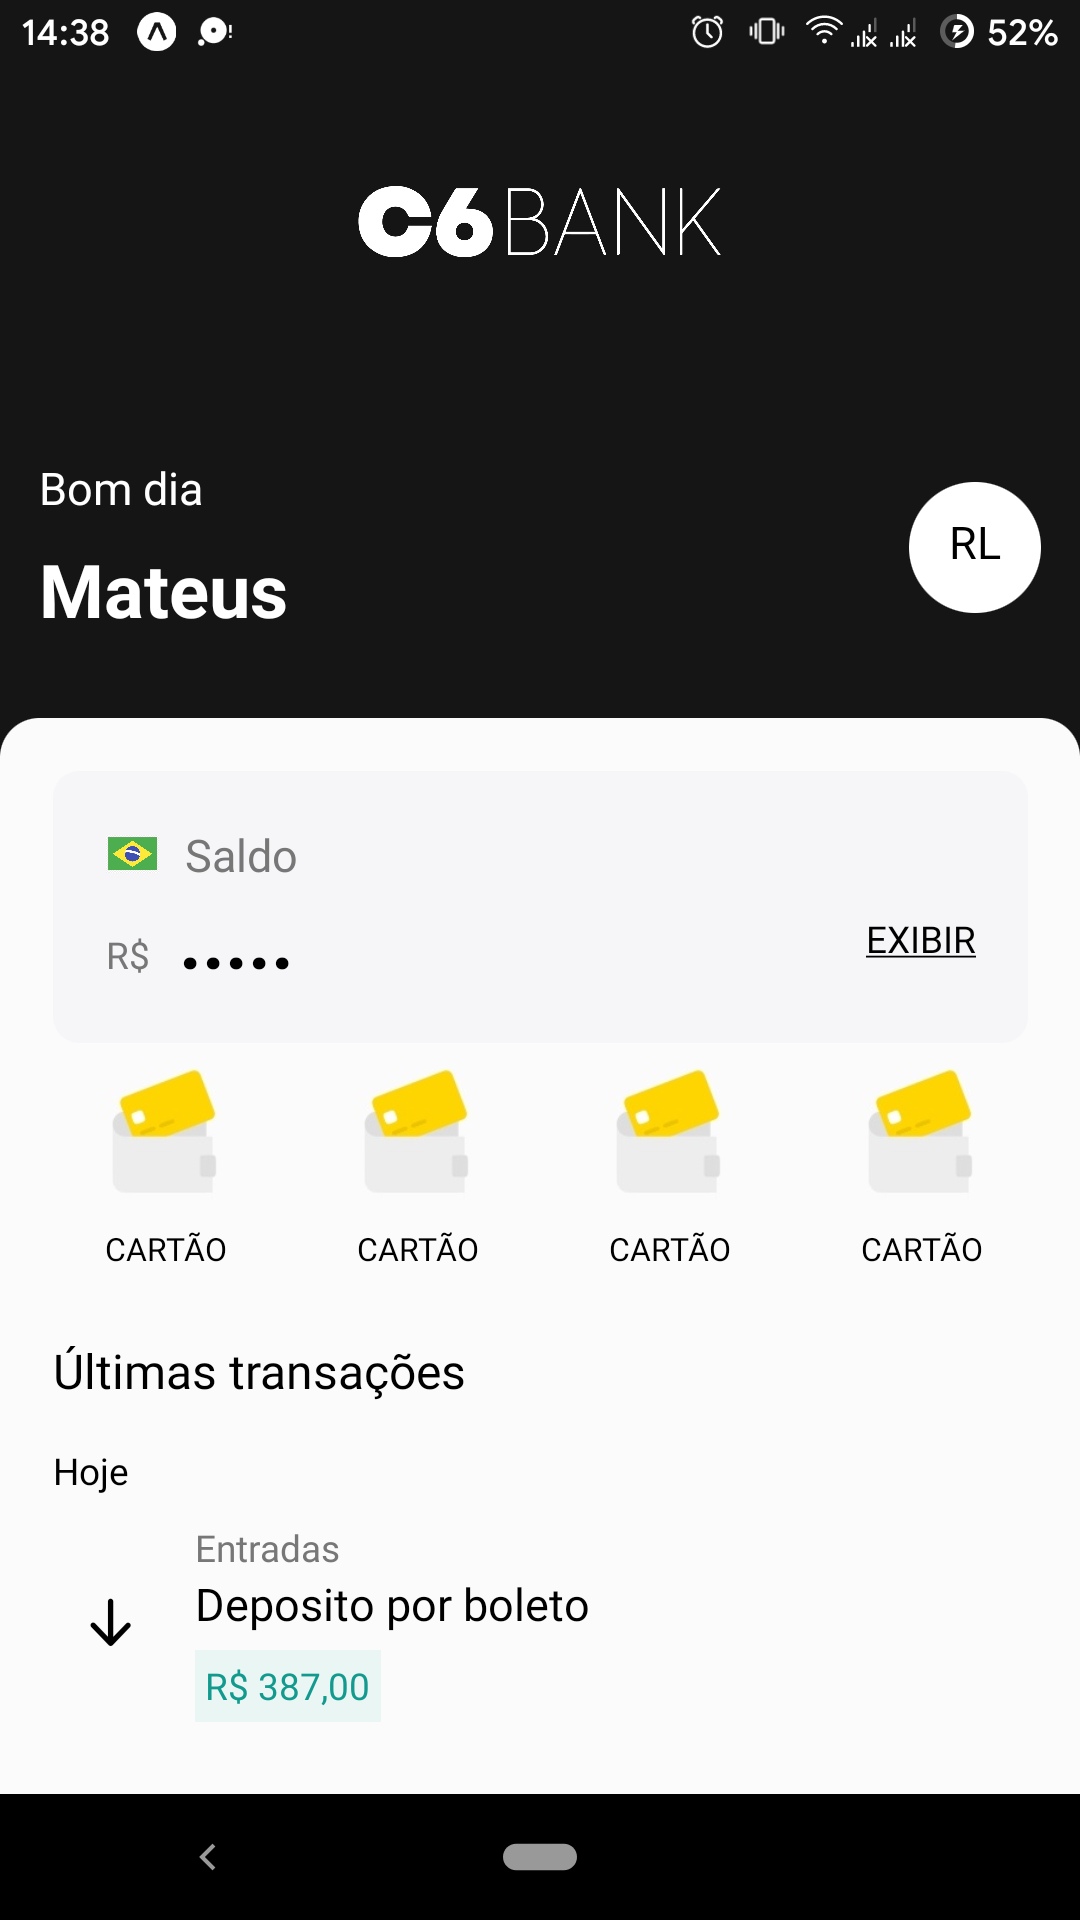 14:38
52%
C6 BANK
Bom dia
Mateus
RL
Saldo
R$ •••••
EXIBIR
CARTÃO CARTÃO CARTÃO CARTÃO
Últimas transações
Hoje
Entradas
Deposito por boleto
R$ 387,00